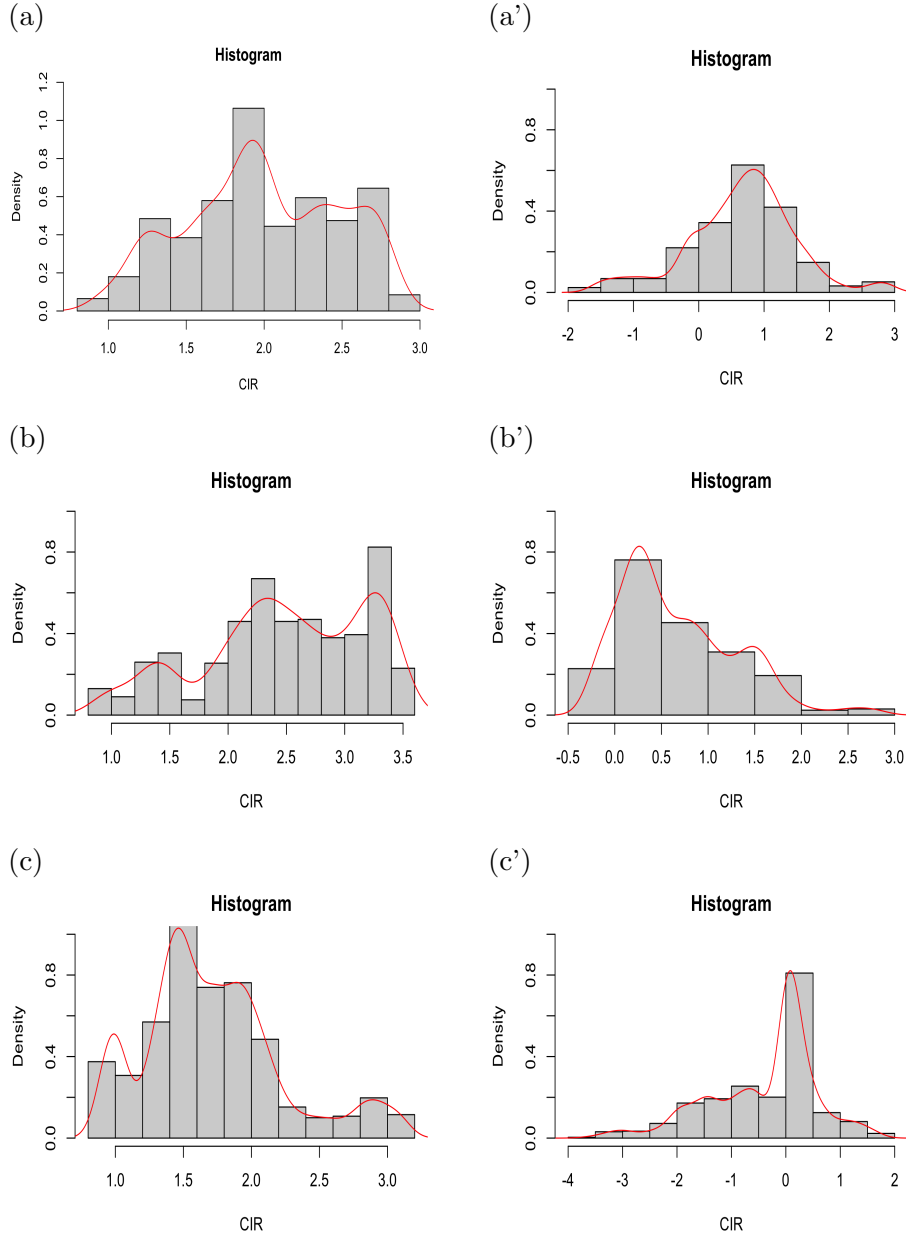 (a)
Histogram
Density
0.0 0.2 0.4 0.6 0.8 1.0 1.2
1.0 1.5 2.0 2.5 3.0
CIR
(a')
Histogram
Density
0.0 0.4 0.8
-2 -1 0 1 2 3
CIR
(b)
Histogram
Density
0.0 0.4 0.8
1.0 1.5 2.0 2.5 3.0 3.5
CIR
(b')
Histogram
Density
0.0 0.4 0.8
-0.5 0.0 0.5 1.0 1.5 2.0 2.5 3.0
CIR
(c)
Histogram
Density
0.0 0.4 0.8
1.0 1.5 2.0 2.5 3.0
CIR
(c')
Histogram
Density
0.0 0.4 0.8
-4 -3 -2 -1 0 1 2
CIR